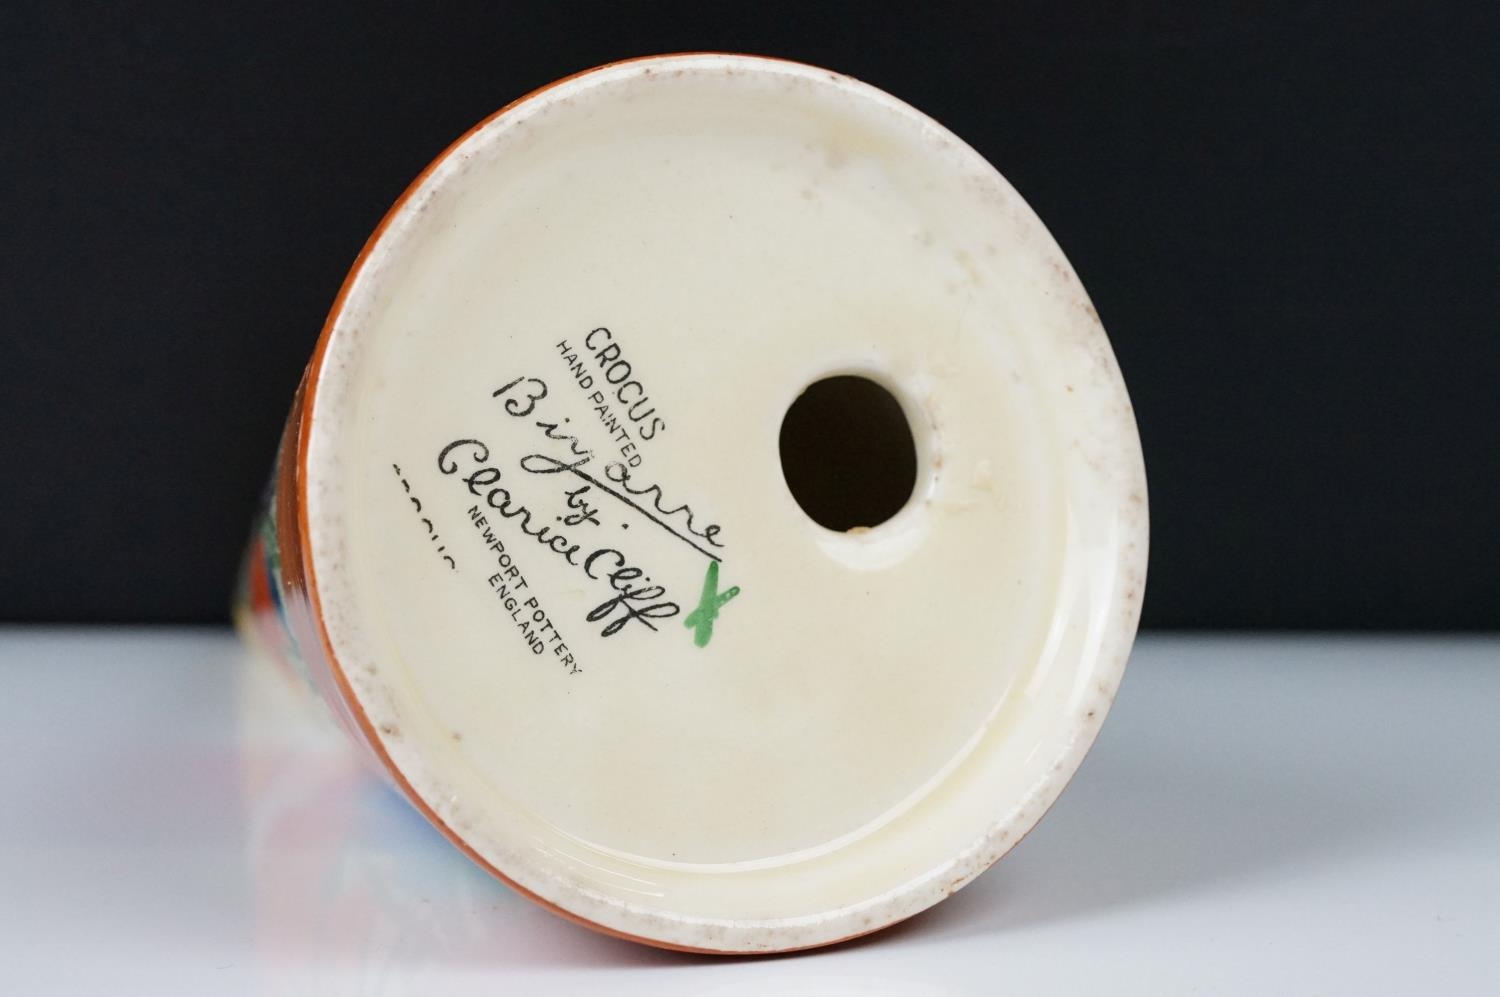 CROCUS
HAND PAINTED
Bizarre
by
Clarice Cliff
NEWPORT POTTERY
ENGLAND